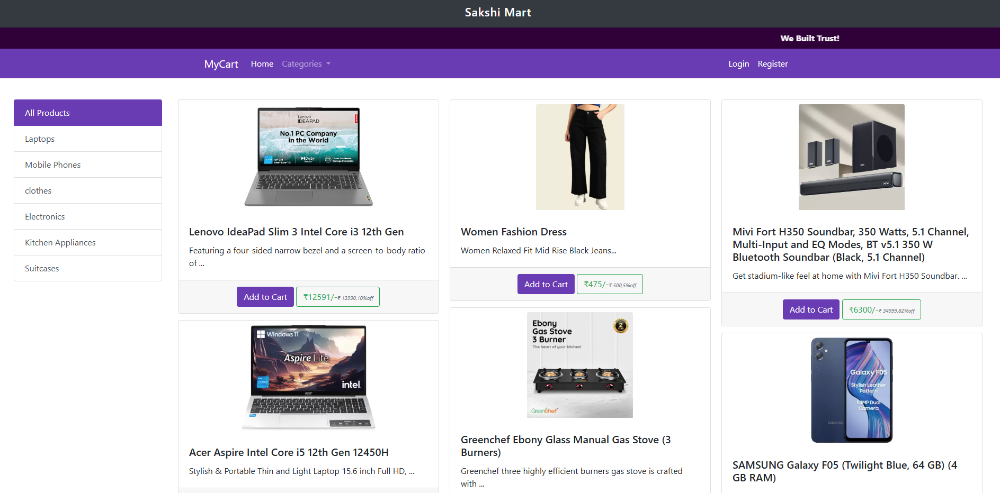 Sakshi Mart
We Built Trust!
MyCart Home Categories
Login Register
All Products
Laptops
Mobile Phones
clothes
Electronics
Kitchen Appliances
Suitcases
Lenovo
IDEAPAD
No.1 PC Company
in the World
Dolby
Audio
Lenovo IdeaPad Slim 3 Intel Core i3 12th Gen
Featuring a four-sided narrow bezel and a screen-to-body ratio
of ...
Add to Cart ₹12591/-₹ 13990,10%off
Women Fashion Dress
Women Relaxed Fit Mid Rise Black Jeans...
Add to Cart ₹475/-₹ 500,5%off
MIVI
Mivi Fort H350 Soundbar, 350 Watts, 5.1 Channel,
Multi-Input and EQ Modes, BT v5.1 350 W
Bluetooth Soundbar (Black, 5.1 Channel)
Get stadium-like feel at home with Mivi Fort H350 Soundbar. ...
Add to Cart ₹6300/-₹ 34999,82%off
Windows 11
Aspire Lite
intel
acer
Acer Aspire Intel Core i5 12th Gen 12450H
Stylish & Portable Thin and Light Laptop 15.6 inch Full HD, ...
Ebony
Gas Stove
3 Burner
The heart of your kitchen!
2
YEAR
Greenchef
Greenchef Ebony Glass Manual Gas Stove (3
Burners)
Greenchef three highly efficient burners gas stove is crafted
with ...
Galaxy F05
Stylish Leather
Pattern
50MP Dual
Camera
SAMSUNG
SAMSUNG Galaxy F05 (Twilight Blue, 64 GB) (4
GB RAM)